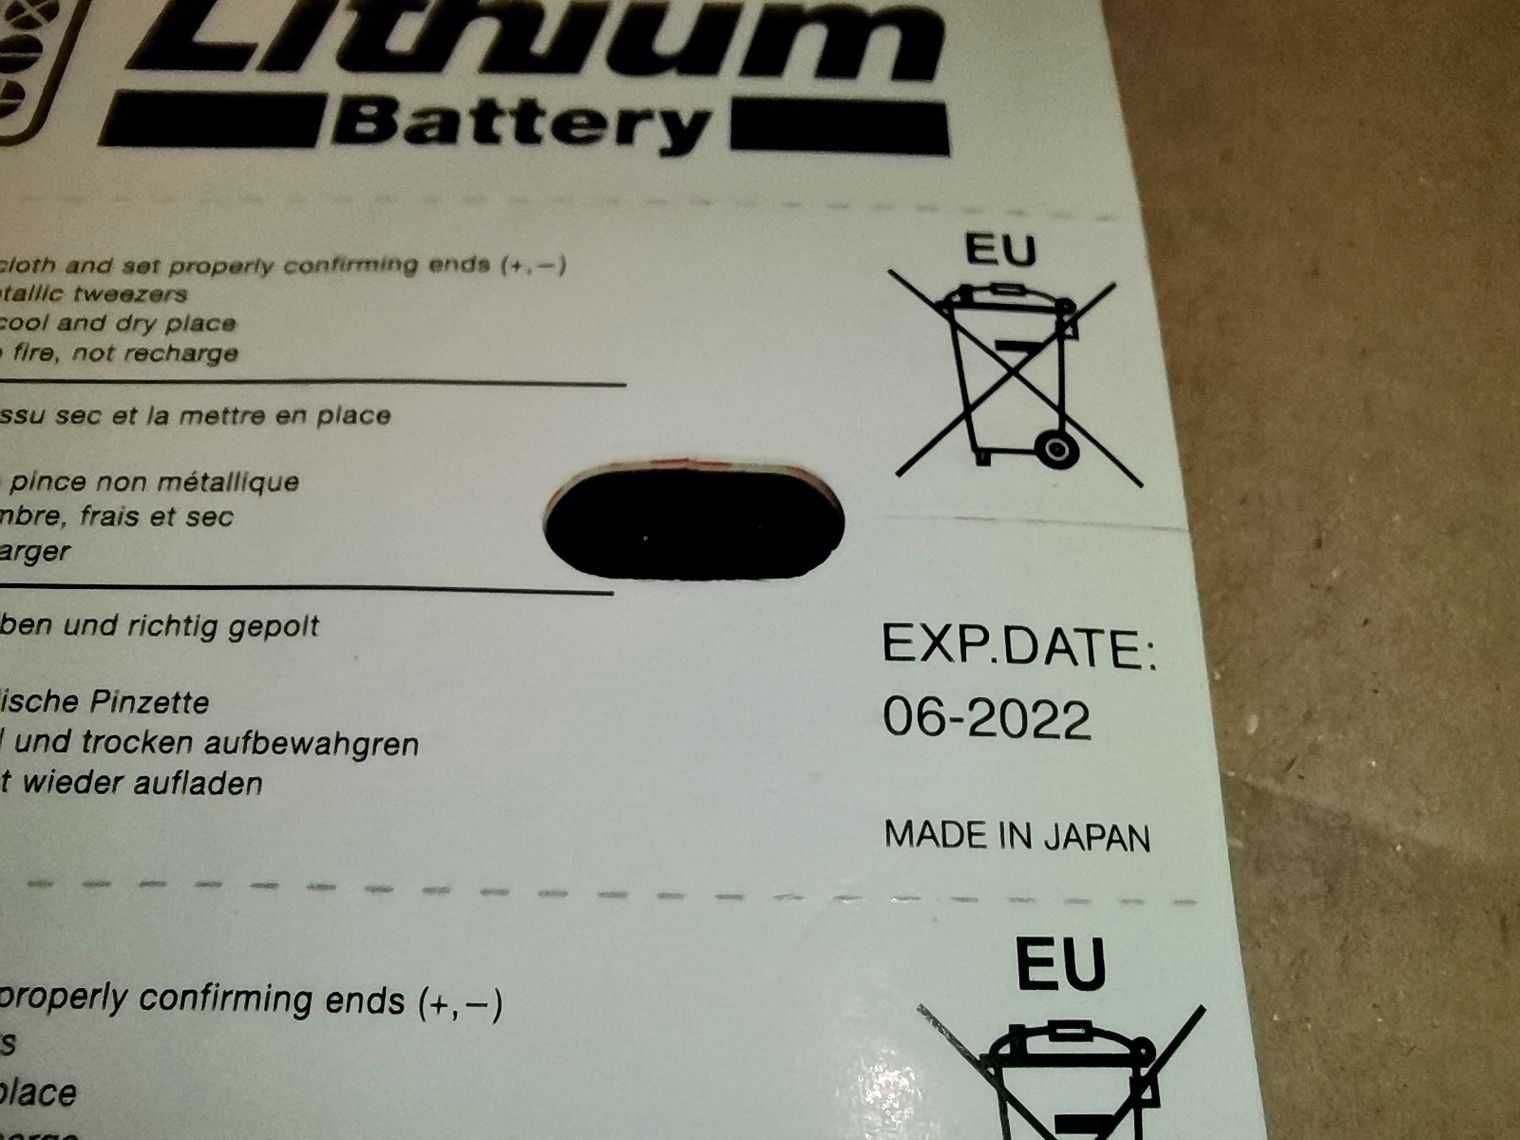 Lithium
Battery
EU
cloth and set properly confirming ends (+,−)
tallic tweezers
cool and dry place
fire, not recharge
ssu sec et la mettre en place
pince non métallique
mbre, frais et sec
arger
ben und richtig gepolt
EXP.DATE:
ische Pinzette
06-2022
und trocken aufbewahgren
t wieder aufladen
MADE IN JAPAN
EU
properly confirming ends (+,−)
s
place